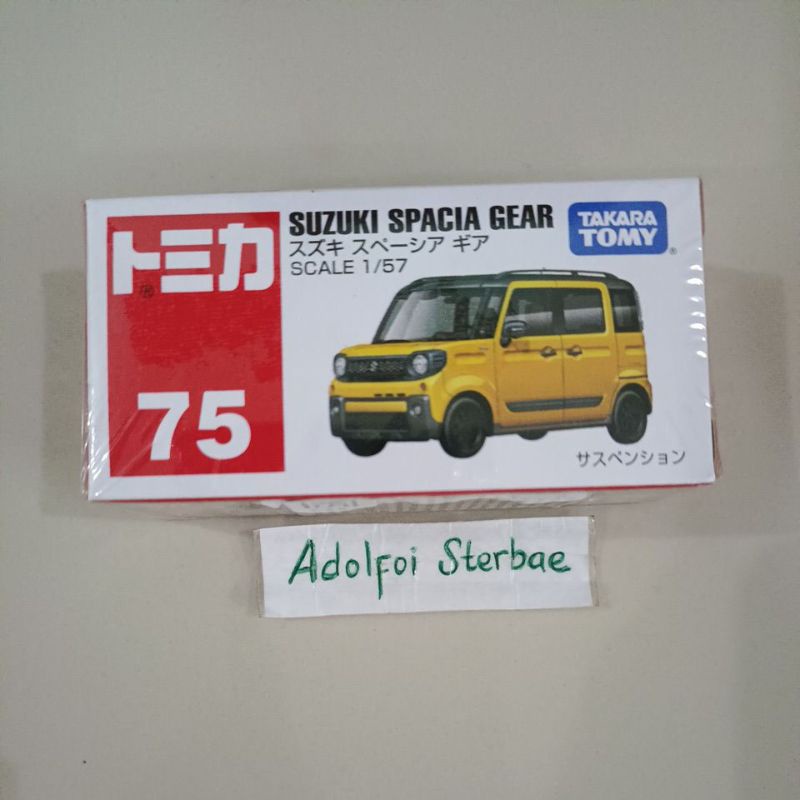 トミカ
75
SUZUKI SPACIA GEAR
スズキ スペーシア ギア
SCALE 1/57
TAKARA
TOMY
®
サスペンション
Adolfoi Sterbae